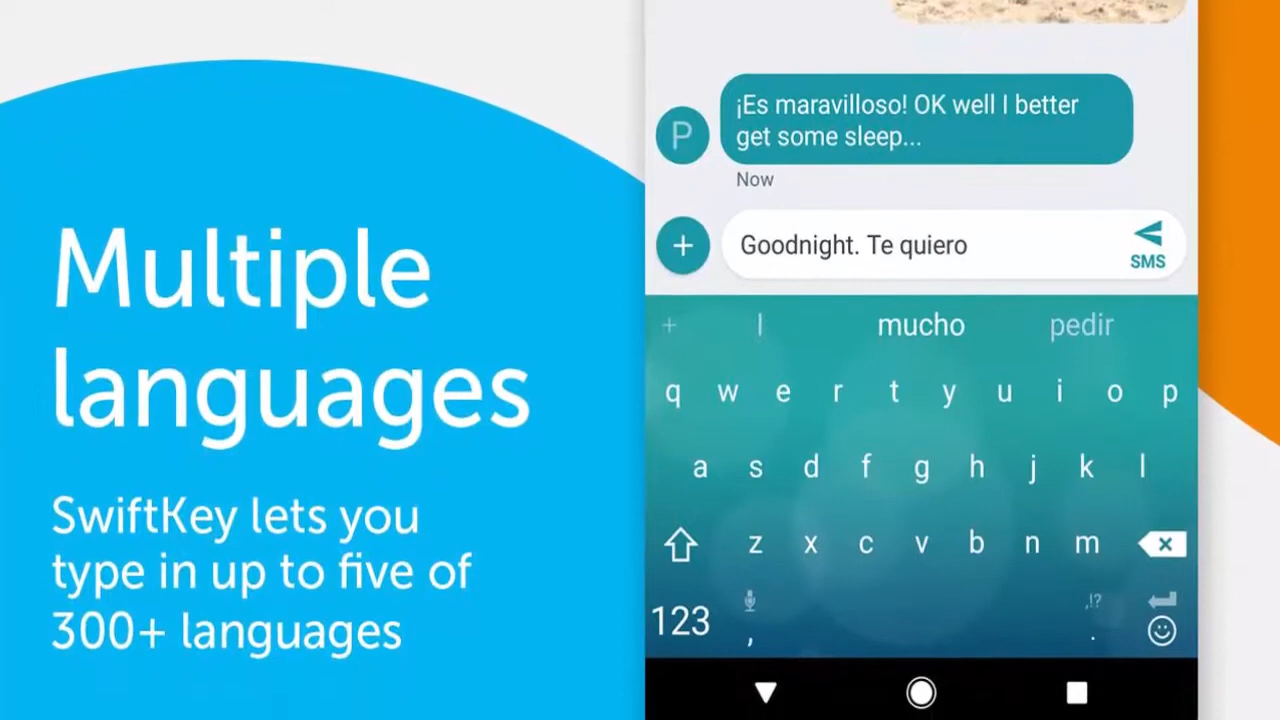 Multiple
languages
SwiftKey lets you
type in up to five of
300+ languages
P
¡Es maravilloso! OK well I better
get some sleep...
Now
+
Goodnight. Te quiero
SMS
+ I mucho pedir
q w e r t y u i o p
a s d f g h j k l
z x c v b n m
123 , ,!? .